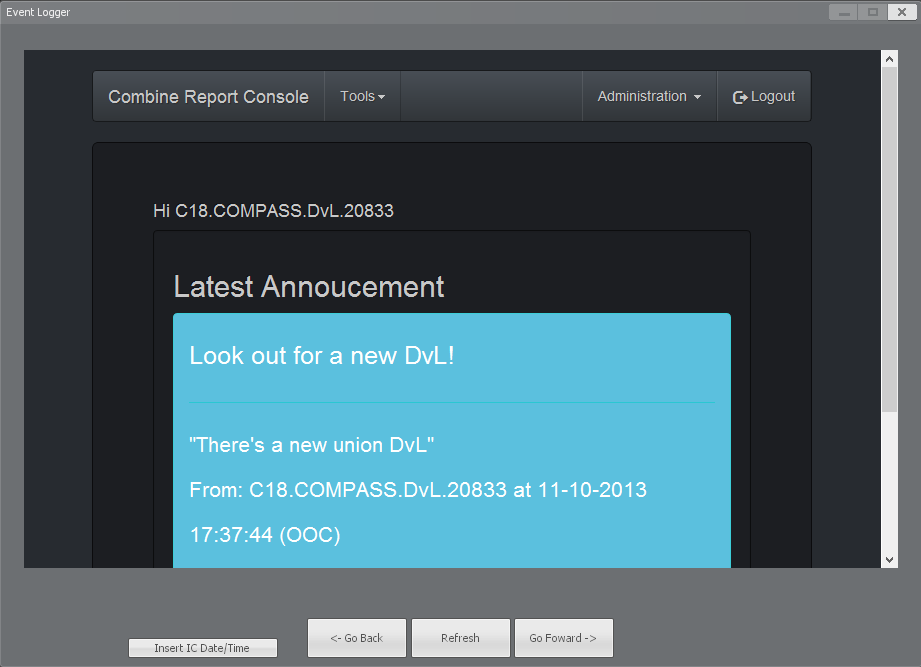 Event Logger
Combine Report Console
Tools
Administration
Logout
Hi C18.COMPASS.DvL.20833
Latest Annoucement
Look out for a new DvL!
"There's a new union DvL"
From: C18.COMPASS.DvL.20833 at 11-10-2013
17:37:44 (OOC)
Insert IC Date/Time
<- Go Back
Refresh
Go Foward ->